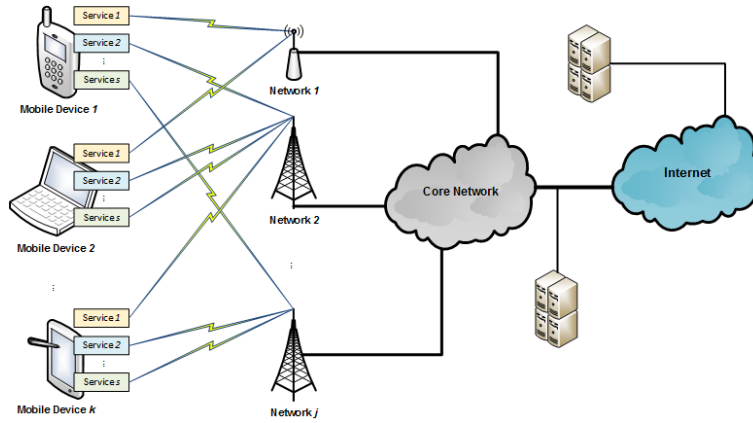 Service 1
Service 2
⋮
Service s
Mobile Device 1
Network 1
Service 1
Service 2
⋮
Service s
Mobile Device 2
Network 2
Core Network
Internet
⋮
⋮
Service 1
Service 2
⋮
Service s
Mobile Device k
Network j